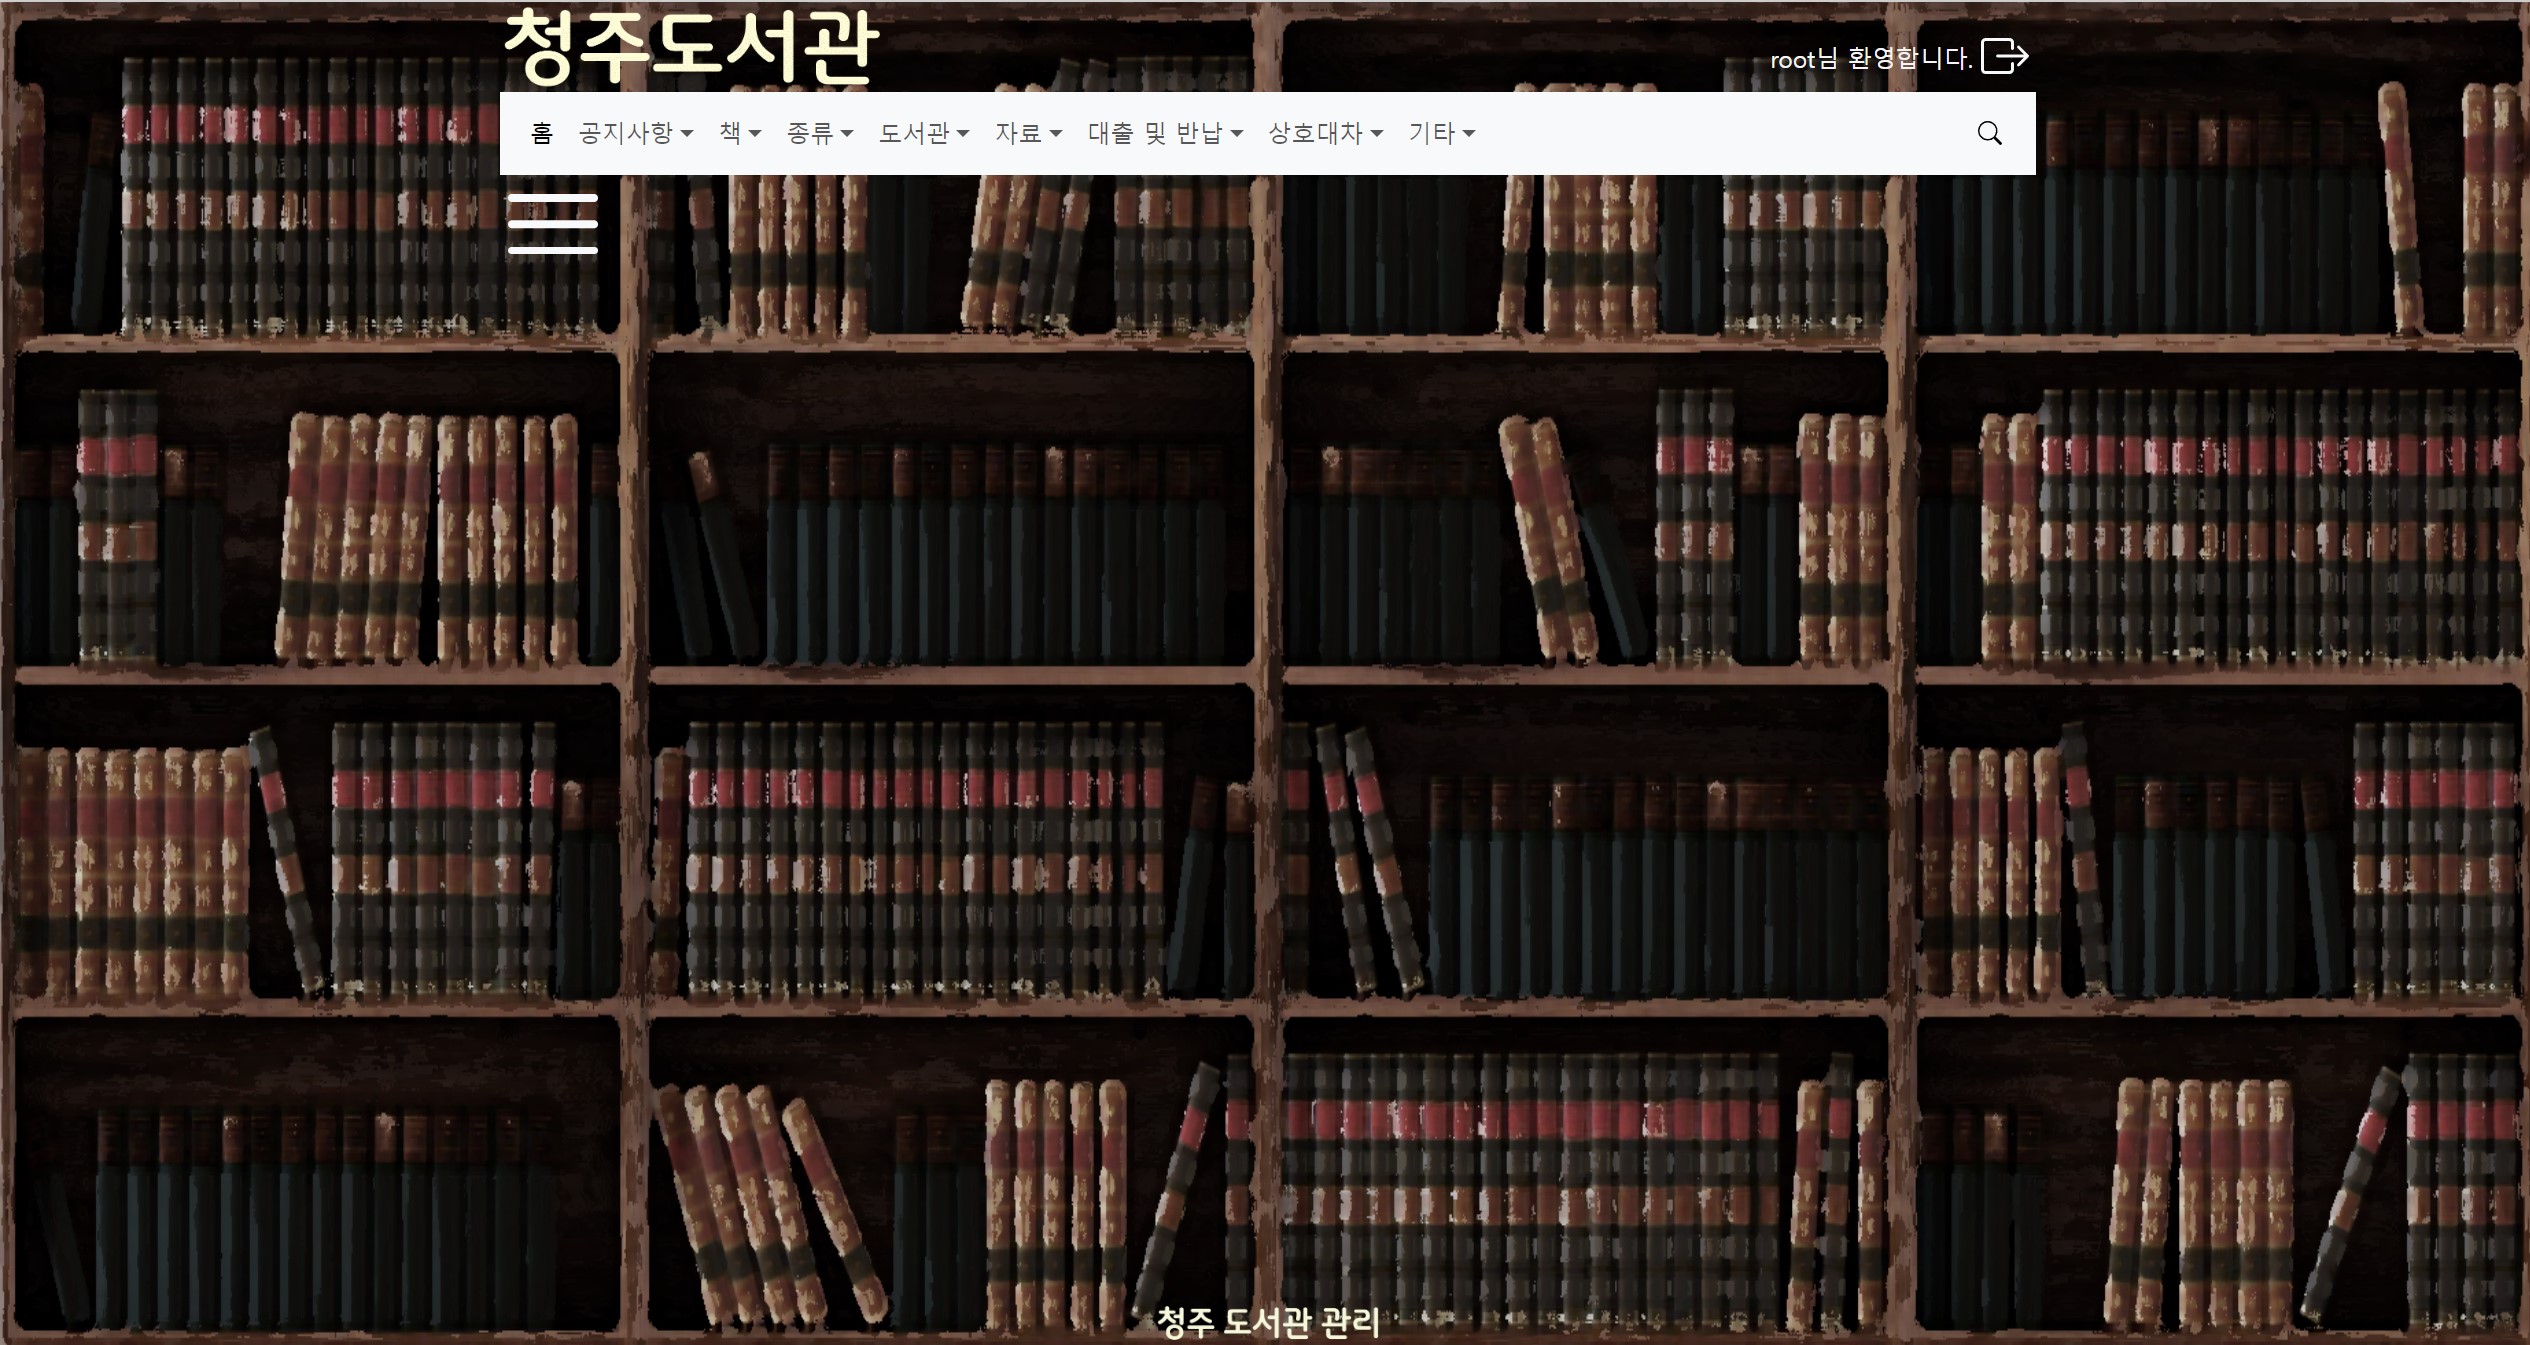 청주도서관
root님 환영합니다.
홈 공지사항 책 종류 도서관 자료 대출 및 반납 상호대차 기타
청주 도서관 관리